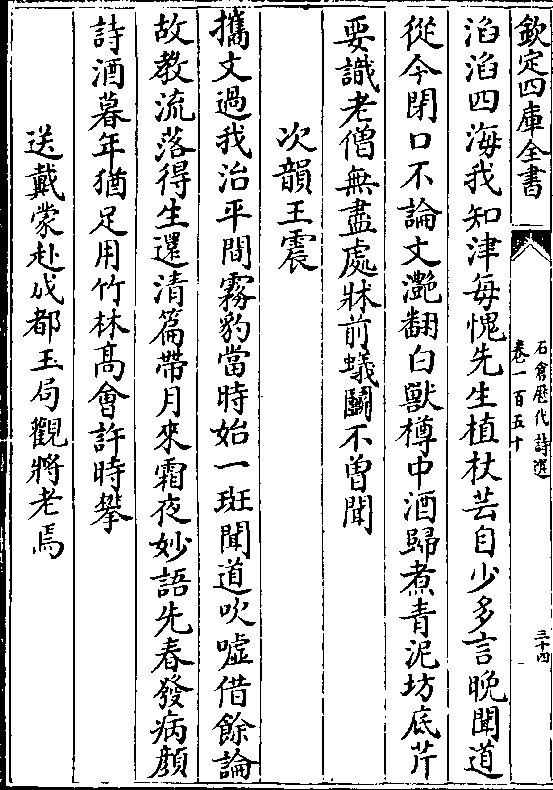 欽定四庫全書
石倉歷代詩選
卷一百五十
三十四
滔滔四海我知津每愧先生植杖芸自少多言晚聞道
從今閉口不論文灔翻白獸樽中酒歸煮青泥坊底芹
要識老僧無盡處牀前蟻鬭不曽聞
次韻王震
攜文過我治平間霧豹當時始一斑聞道吹噓借餘論
故教流落得生還清篇帶月來霜夜妙語先春發病顔
詩酒暮年猶足用竹林髙會許時攀
送戴蒙赴成都玉局觀將老焉